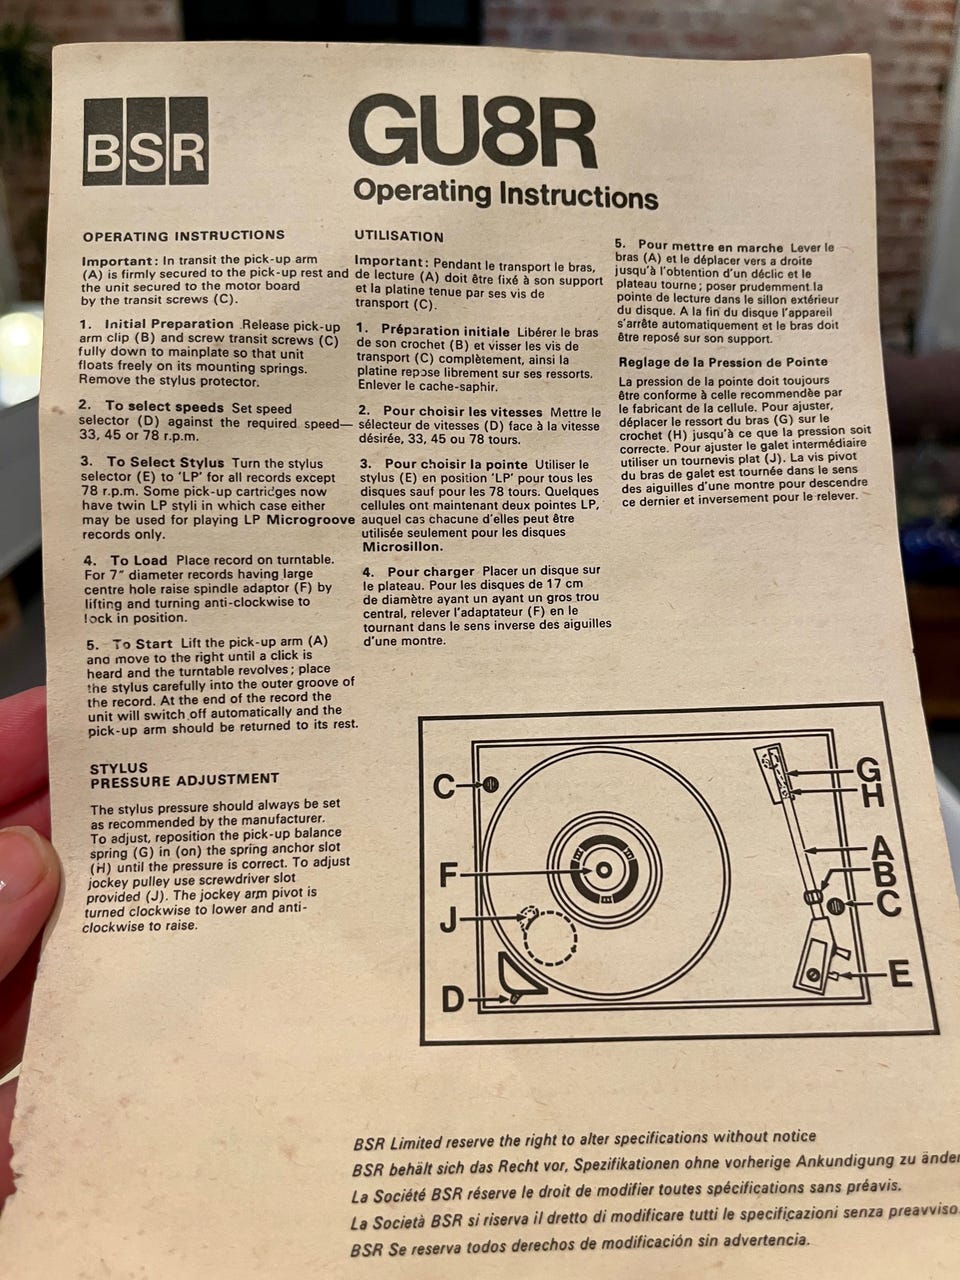 BSR
GU8R
Operating Instructions
OPERATING INSTRUCTIONS
Important: In transit the pick-up arm
(A) is firmly secured to the pick-up rest and
the unit secured to the motor board
by the transit screws (C).
1. Initial Preparation Release pick-up
arm clip (B) and screw transit screws (C)
fully down to mainplate so that unit
floats freely on its mounting springs.
Remove the stylus protector.
2. To select speeds Set speed
selector (D) against the required speed—
33, 45 or 78 r.p.m.
3. To Select Stylus Turn the stylus
selector (E) to 'LP' for all records except
78 r.p.m. Some pick-up cartridges now
have twin LP styli in which case either
may be used for playing LP Microgroove
records only.
4. To Load Place record on turntable.
For 7" diameter records having large
centre hole raise spindle adaptor (F) by
lifting and turning anti-clockwise to
lock in position.
5. To Start Lift the pick-up arm (A)
and move to the right until a click is
heard and the turntable revolves; place
the stylus carefully into the outer groove of
the record. At the end of the record the
unit will switch off automatically and the
pick-up arm should be returned to its rest.
STYLUS
PRESSURE ADJUSTMENT
The stylus pressure should always be set
as recommended by the manufacturer.
To adjust, reposition the pick-up balance
spring (G) in (on) the spring anchor slot
(H) until the pressure is correct. To adjust
jockey pulley use screwdriver slot
provided (J). The jockey arm pivot is
turned clockwise to lower and anti-
clockwise to raise.
UTILISATION
Important: Pendant le transport le bras,
de lecture (A) doit être fixé à son support
et la platine tenue par ses vis de
transport (C).
1. Préparation initiale Libérer le bras
de son crochet (B) et visser les vis de
transport (C) complètement, ainsi la
platine repose librement sur ses ressorts.
Enlever le cache-saphir.
2. Pour choisir les vitesses Mettre le
sélecteur de vitesses (D) face à la vitesse
désirée, 33, 45 ou 78 tours.
3. Pour choisir la pointe Utiliser le
stylus (E) en position 'LP' pour tous les
disques sauf pour les 78 tours. Quelques
cellules ont maintenant deux pointes LP,
auquel cas chacune d'elles peut être
utilisée seulement pour les disques
Microsillon.
4. Pour charger Placer un disque sur
le plateau. Pour les disques de 17 cm
de diamètre ayant un ayant un gros trou
central, relever l'adaptateur (F) en le
tournant dans le sens inverse des aiguilles
d'une montre.
5. Pour mettre en marche Lever le
bras (A) et le déplacer vers a droite
jusqu'à l'obtention d'un déclic et le
plateau tourne; poser prudemment la
pointe de lecture dans le sillon extérieur
du disque. A la fin du disque l'appareil
s'arrête automatiquement et le bras doit
être reposé sur son support.
Reglage de la Pression de Pointe
La pression de la pointe doit toujours
être conforme à celle recommendèe par
le fabricant de la cellule. Pour ajuster,
déplacer le ressort du bras (G) sur le
crochet (H) jusqu'à ce que la pression soit
correcte. Pour ajuster le galet intermédiaire
utiliser un tournevis plat (J). La vis pivot
du bras de galet est tournée dans le sens
des aiguilles d'une montre pour descendre
ce dernier et inversement pour le relever.
C
G
H
A
F
B
C
J
E
D
BSR Limited reserve the right to alter specifications without notice
BSR behält sich das Recht vor, Spezifikationen ohne vorherige Ankundigung zu änder
La Société BSR réserve le droit de modifier toutes spécifications sans préavis.
La Società BSR si riserva il dretto di modificare tutti le specificazioni senza preavviso.
BSR Se reserva todos derechos de modificación sin advertencia.